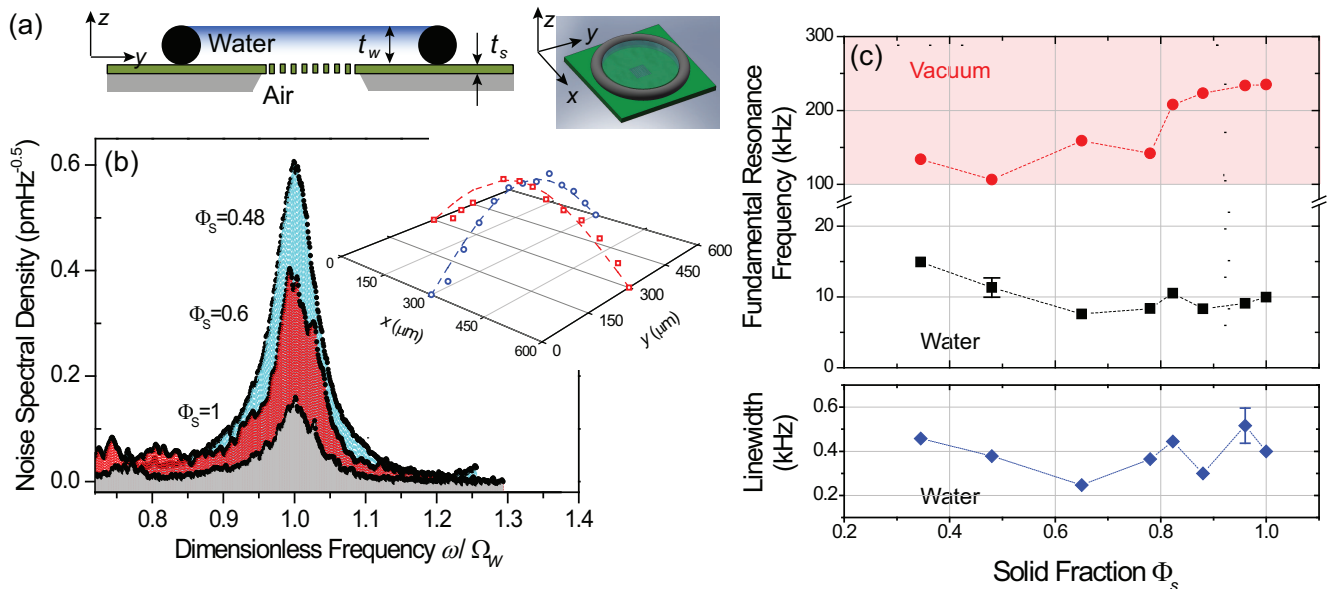 (a)
z
y
Water
t_w
t_s
Air
z
y
x
(b)
Noise Spectral Density (pmHz^-0.5)
0.6
0.4
0.2
0.0
Φ_S=0.48
Φ_S=0.6
Φ_S=1
0
150
300
450
600
x (μm)
0
150
300
450
600
y (μm)
0.8
0.9
1.0
1.1
1.2
1.3
1.4
Dimensionless Frequency ω/ Ω_W
(c)
Fundamental Resonance
Frequency (kHz)
300
250
200
150
100
20
10
0
Vacuum
Water
Linewidth
(kHz)
0.6
0.4
0.2
Water
0.2
0.4
0.6
0.8
1.0
Solid Fraction Φ_s